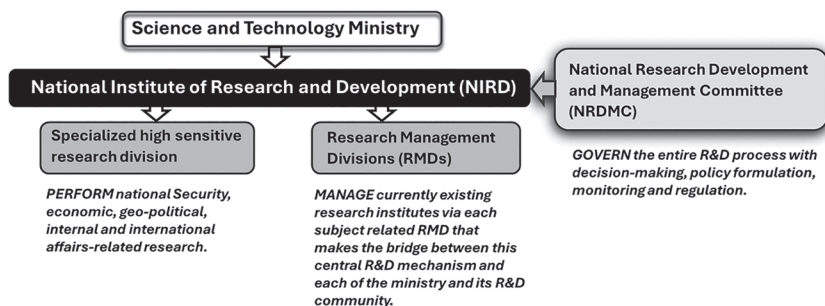 Science and Technology Ministry
National Institute of Research and Development (NIRD)
National Research Development
and Management Committee
(NRDMC)
Specialized high sensitive
research division
Research Management
Divisions (RMDs)
GOVERN the entire R&D process with
decision-making, policy formulation,
monitoring and regulation.
PERFORM national Security,
economic, geo-political,
internal and international
affairs-related research.
MANAGE currently existing
research institutes via each
subject related RMD that
makes the bridge between this
central R&D mechanism and
each of the ministry and its R&D
community.